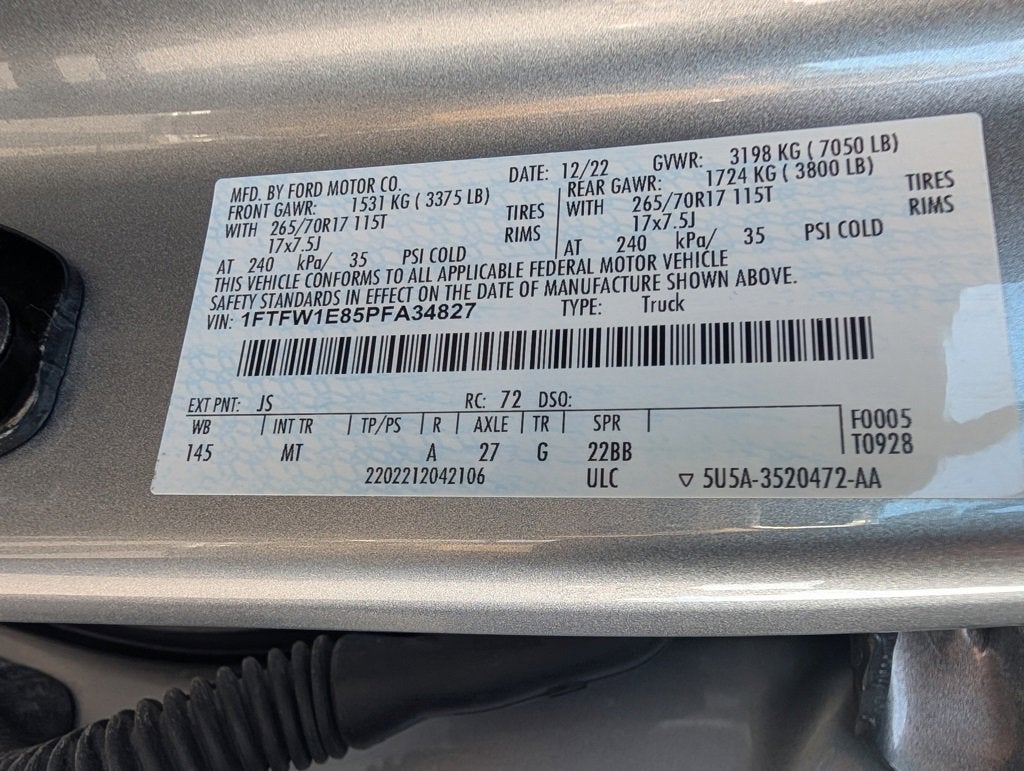 MFD. BY FORD MOTOR CO. DATE: 12/22 GVWR: 3198 KG ( 7050 LB)
FRONT GAWR: 1531 KG ( 3375 LB) REAR GAWR: 1724 KG ( 3800 LB)
WITH 265/70R17 115T TIRES WITH 265/70R17 115T TIRES
17x7.5J RIMS 17x7.5J RIMS
AT 240 kPa/ 35 PSI COLD AT 240 kPa/ 35 PSI COLD
THIS VEHICLE CONFORMS TO ALL APPLICABLE FEDERAL MOTOR VEHICLE
SAFETY STANDARDS IN EFFECT ON THE DATE OF MANUFACTURE SHOWN ABOVE.
VIN: 1FTFW1E85PFA34827 TYPE: Truck
EXT PNT: JS RC: 72 DSO:
WB INT TR TP/PS R AXLE TR SPR F0005
145 MT A 27 G 22BB T0928
2202212042106 ULC 5U5A-3520472-AA